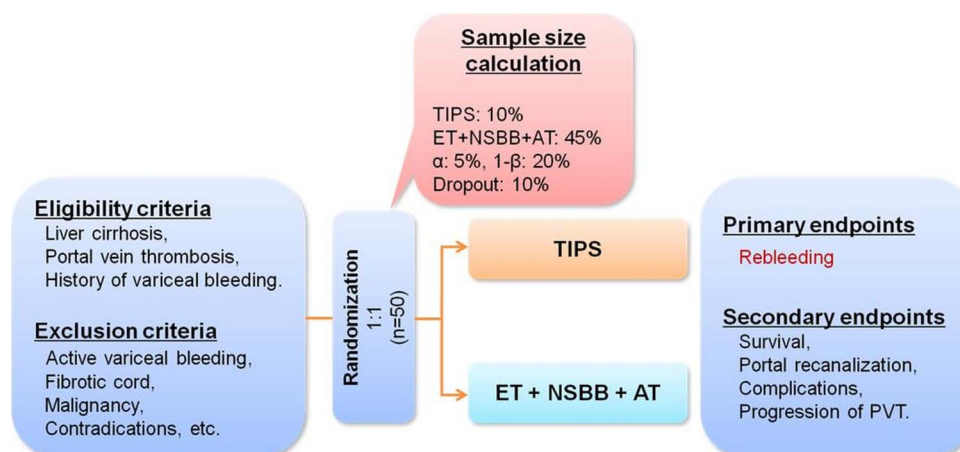 Sample size
calculation
TIPS: 10%
ET+NSBB+AT: 45%
α: 5%, 1-β: 20%
Dropout: 10%
Eligibility criteria
Liver cirrhosis,
Portal vein thrombosis,
History of variceal bleeding.
Exclusion criteria
Active variceal bleeding,
Fibrotic cord,
Malignancy,
Contradications, etc.
Randomization
1:1
(n=50)
TIPS
ET + NSBB + AT
Primary endpoints
Rebleeding
Secondary endpoints
Survival,
Portal recanalization,
Complications,
Progression of PVT.